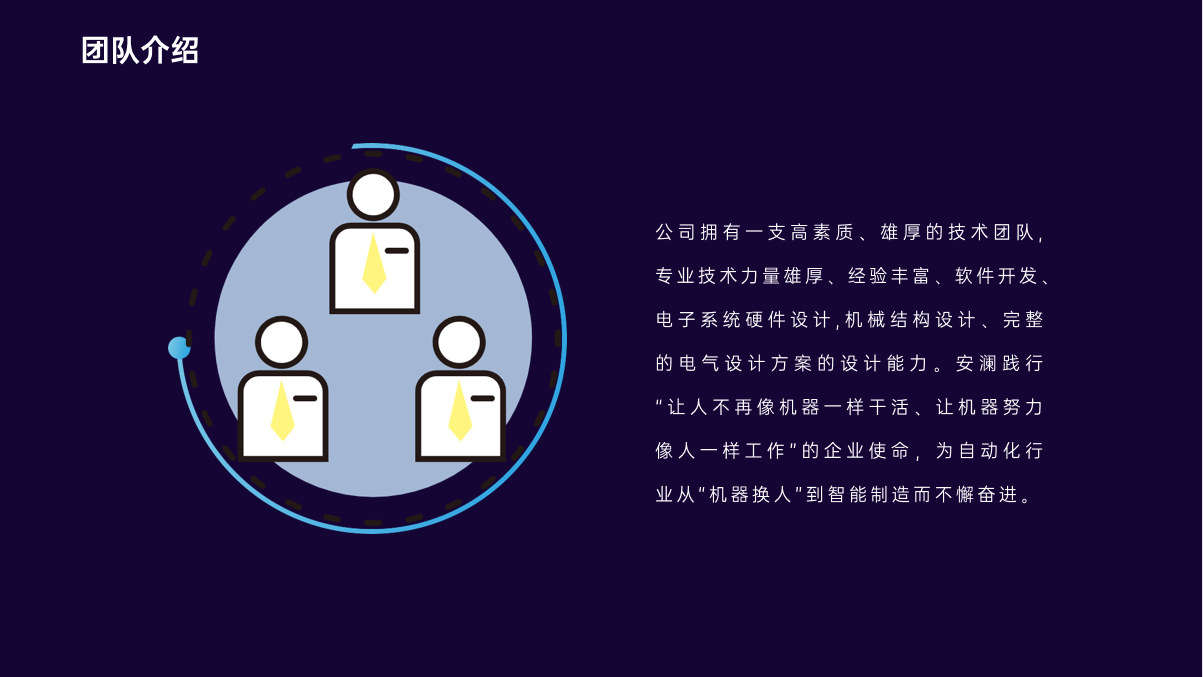 团队介绍
公司拥有一支高素质、雄厚的技术团队,
专业技术力量雄厚、经验丰富、软件开发、
电子系统硬件设计,机械结构设计、完整
的电气设计方案的设计能力。安澜践行
“让人不再像机器一样干活、让机器努力
像人一样工作”的企业使命，为自动化行
业从“机器换人”到智能制造而不懈奋进。